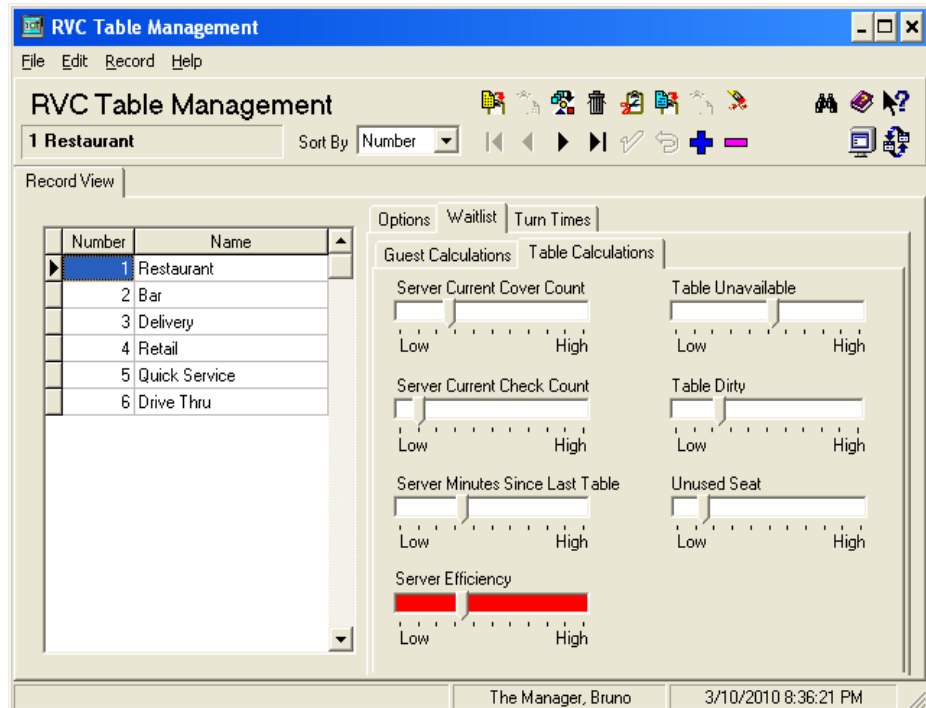 RVC Table Management
File Edit Record Help
RVC Table Management
1 Restaurant
Sort By Number
Record View
Number Name
1 Restaurant
2 Bar
3 Delivery
4 Retail
5 Quick Service
6 Drive Thru
Options Waitlist Turn Times
Guest Calculations Table Calculations
Server Current Cover Count Table Unavailable
Low High Low High
Server Current Check Count Table Dirty
Low High Low High
Server Minutes Since Last Table Unused Seat
Low High Low High
Server Efficiency
Low High
The Manager, Bruno 3/10/2010 8:36:21 PM